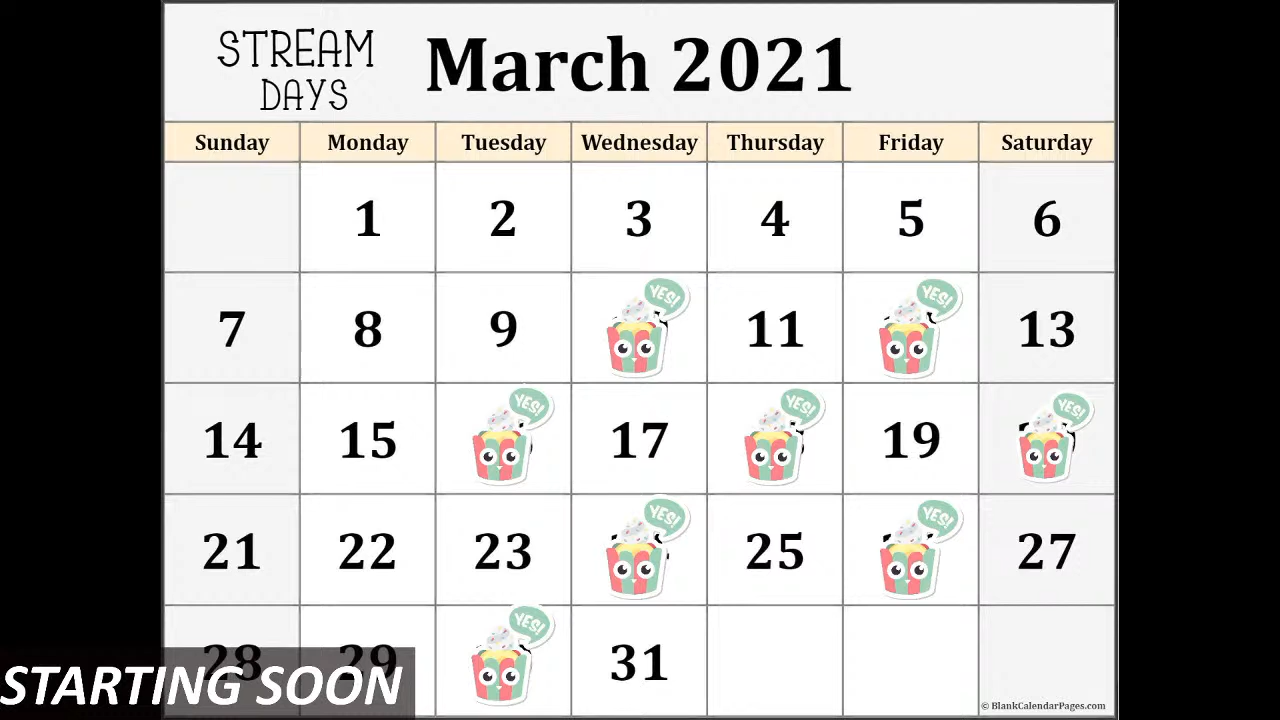 STREAM
DAYS
March 2021
Sunday Monday Tuesday Wednesday Thursday Friday Saturday
1 2 3 4 5 6
7 8 9 YES! 11 YES! 13
14 15 YES! 17 YES! 19 YES!
21 22 23 YES! 25 YES! 27
28 29 YES! 31
STARTING SOON
© BlankCalendarPages.com